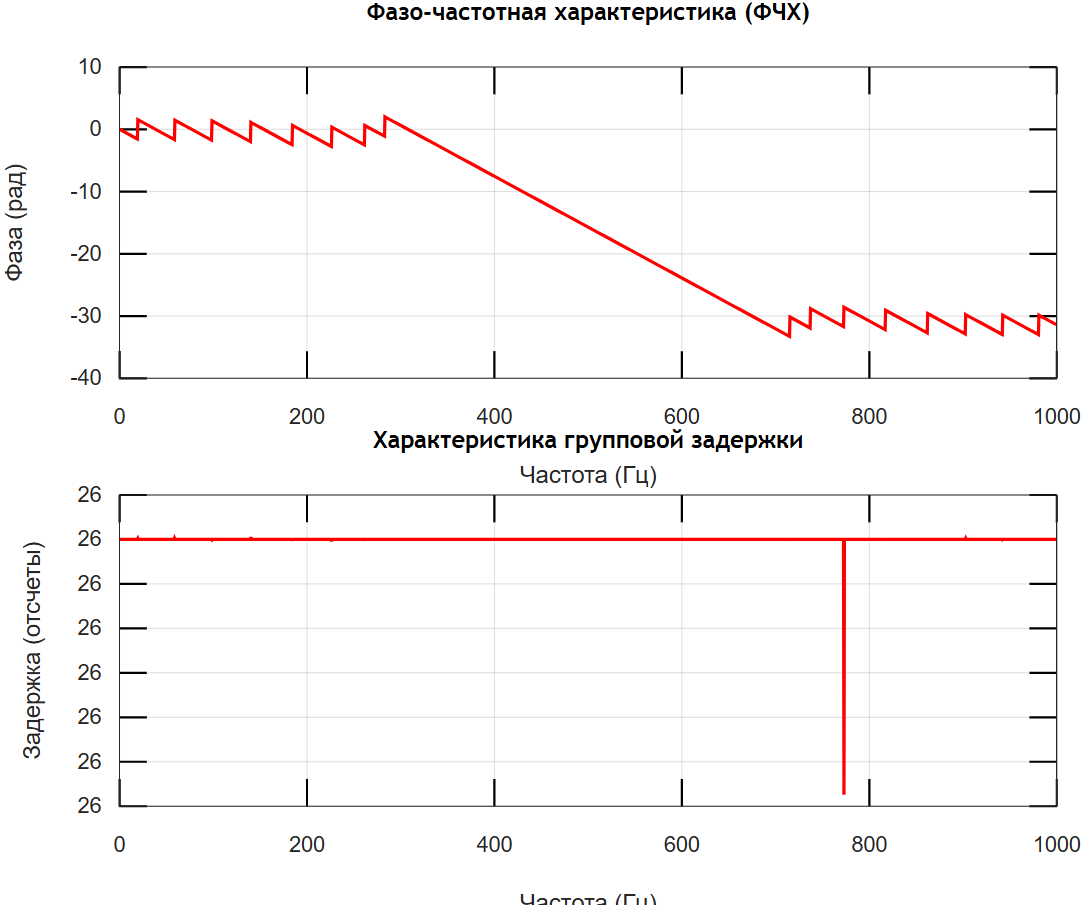 Фазо-частотная характеристика (ФЧХ)
10
0
-10
-20
-30
-40
Фаза (рад)
0 200 400 600 800 1000
Частота (Гц)
Характеристика групповой задержки
26
26
26
26
26
26
26
26
Задержка (отсчеты)
0 200 400 600 800 1000
Частота (Гц)